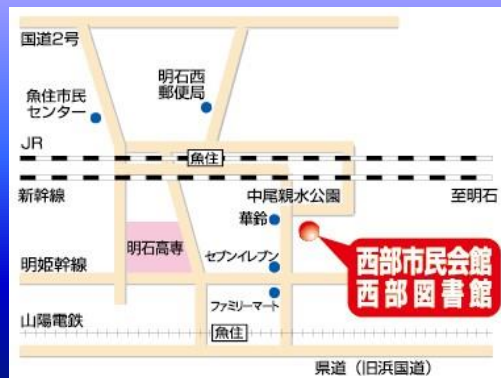 国道2号
明石西
郵便局
魚住市民
センター
JR
魚住
新幹線
中尾親水公園
至明石
華鈴
明石高専
セブンイレブン
西部市民会館
西部図書館
明姫幹線
ファミリーマート
山陽電鉄
魚住
県道（旧浜国道）